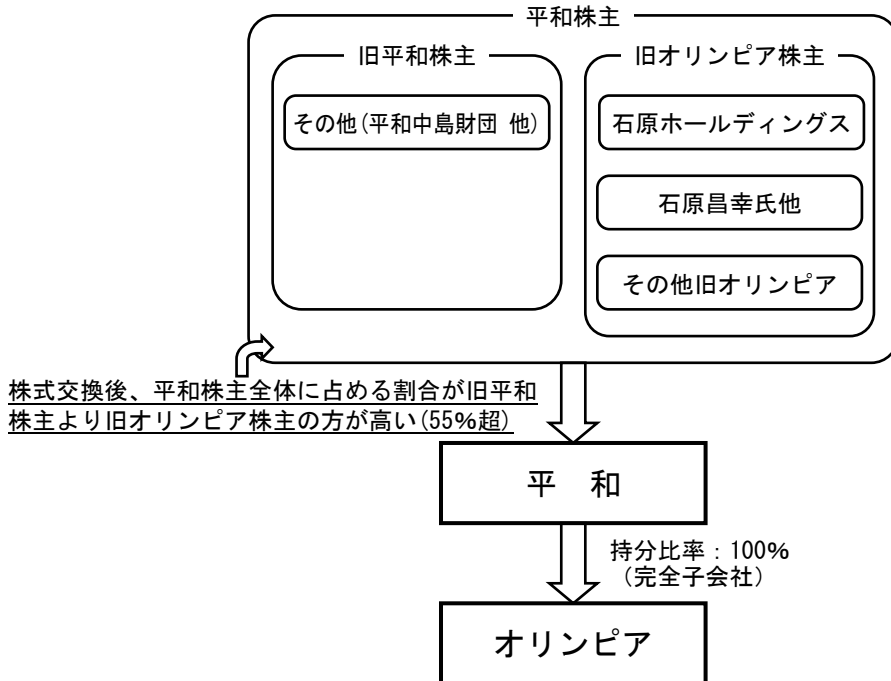 平和株主
旧平和株主
旧オリンピア株主
その他(平和中島財団 他)
石原ホールディングス
石原昌幸氏他
その他旧オリンピア
株式交換後、平和株主全体に占める割合が旧平和
株主より旧オリンピア株主の方が高い(55%超)
平 和
持分比率:100%
(完全子会社)
オリンピア